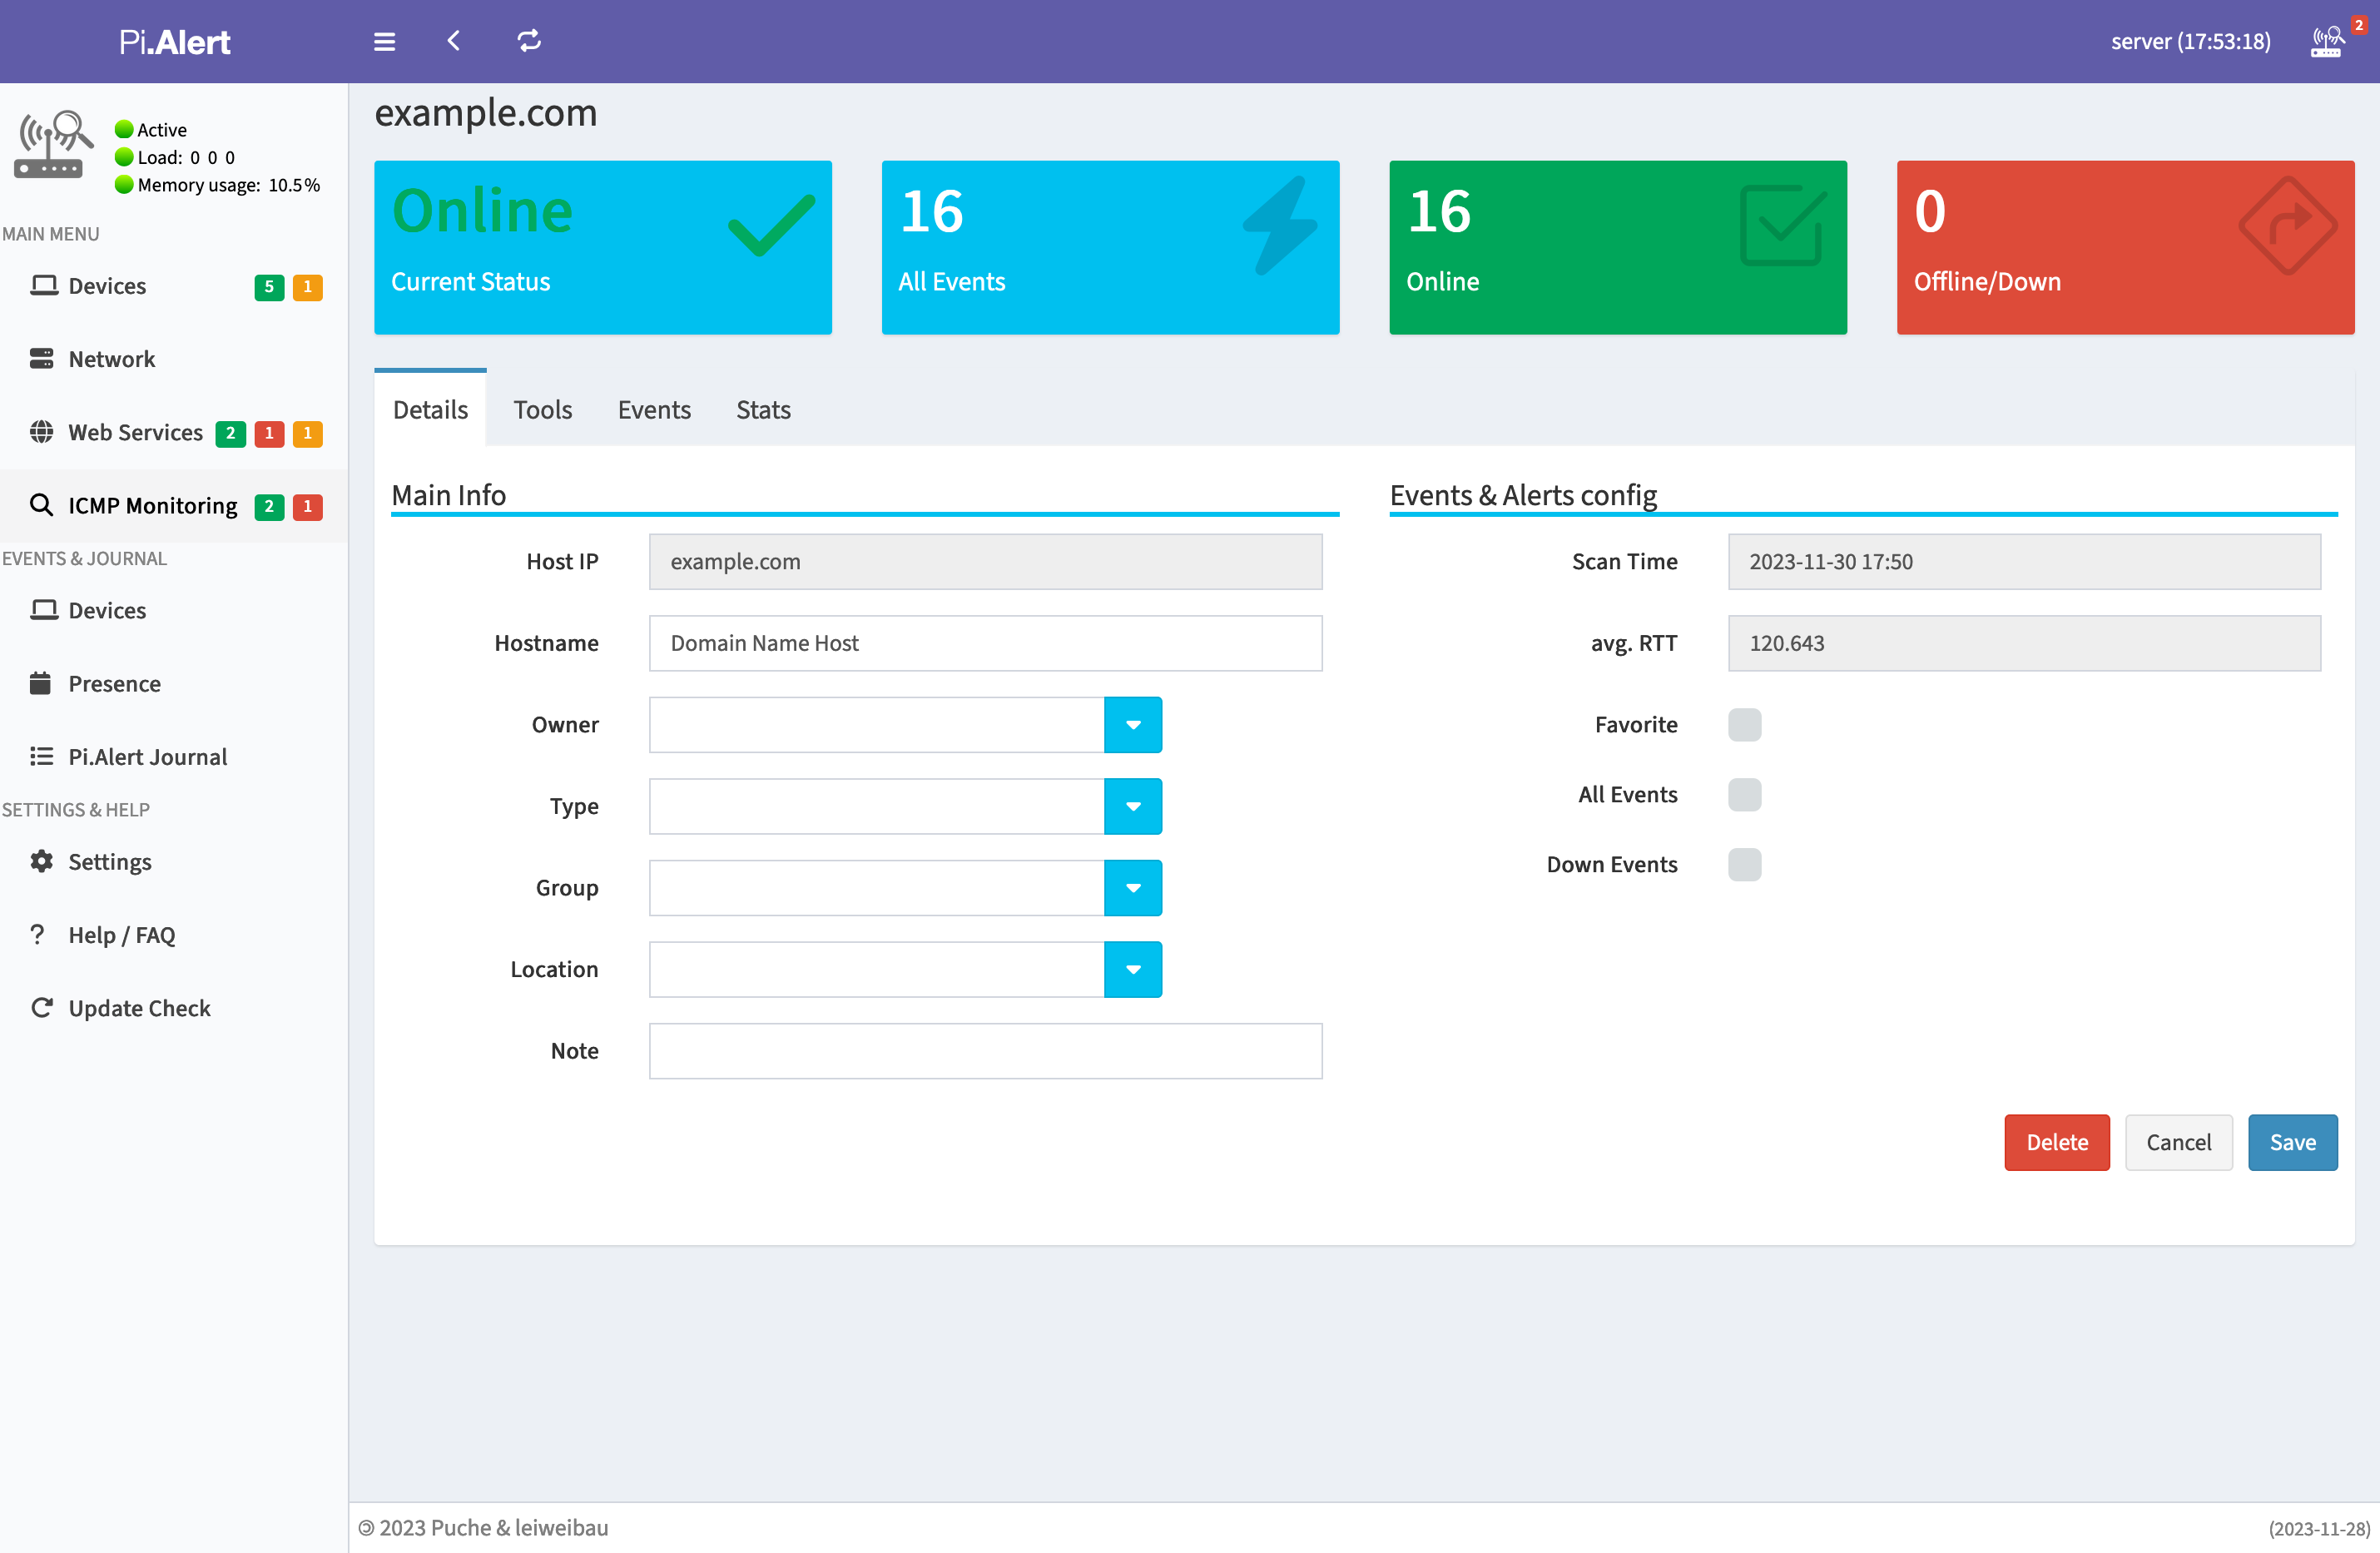 Pi.Alert
server (17:53:18)
2
Active
Load: 0 0 0
Memory usage: 10.5%
MAIN MENU
Devices 5 1
Network
Web Services 2 1 1
ICMP Monitoring 2 1
EVENTS & JOURNAL
Devices
Presence
Pi.Alert Journal
SETTINGS & HELP
Settings
Help / FAQ
Update Check
example.com
Online
Current Status
16
All Events
16
Online
0
Offline/Down
Details Tools Events Stats
Main Info
Host IP example.com
Hostname Domain Name Host
Owner
Type
Group
Location
Note
Events & Alerts config
Scan Time 2023-11-30 17:50
avg. RTT 120.643
Favorite
All Events
Down Events
Delete Cancel Save
🄯 2023 Puche & leiweibau
(2023-11-28)